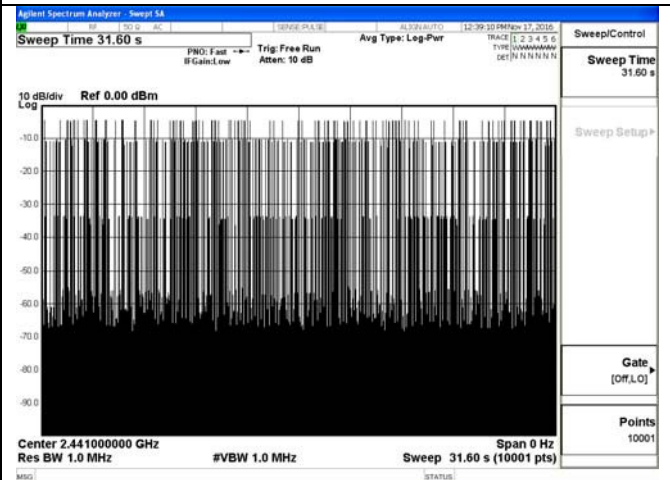 Agilent Spectrum Analyzer - Swept SA
RF 50 Ω AC SENSE:PULSE ALIGN AUTO 12:39:10 PM Nov 17, 2016
Sweep Time 31.60 s
PNO: Fast
IFGain:Low
Trig: Free Run
Atten: 10 dB
Avg Type: Log-Pwr
TRACE 1 2 3 4 5 6
TYPE
DET N N N N N N
Sweep/Control
Sweep Time
31.60 s
Sweep Setup
Gate
[Off,LO]
Points
10001
10 dB/div Ref 0.00 dBm
Log
-10.0
-20.0
-30.0
-40.0
-50.0
-60.0
-70.0
-80.0
-90.0
Center 2.441000000 GHz Span 0 Hz
Res BW 1.0 MHz #VBW 1.0 MHz Sweep 31.60 s (10001 pts)
MSG STATUS